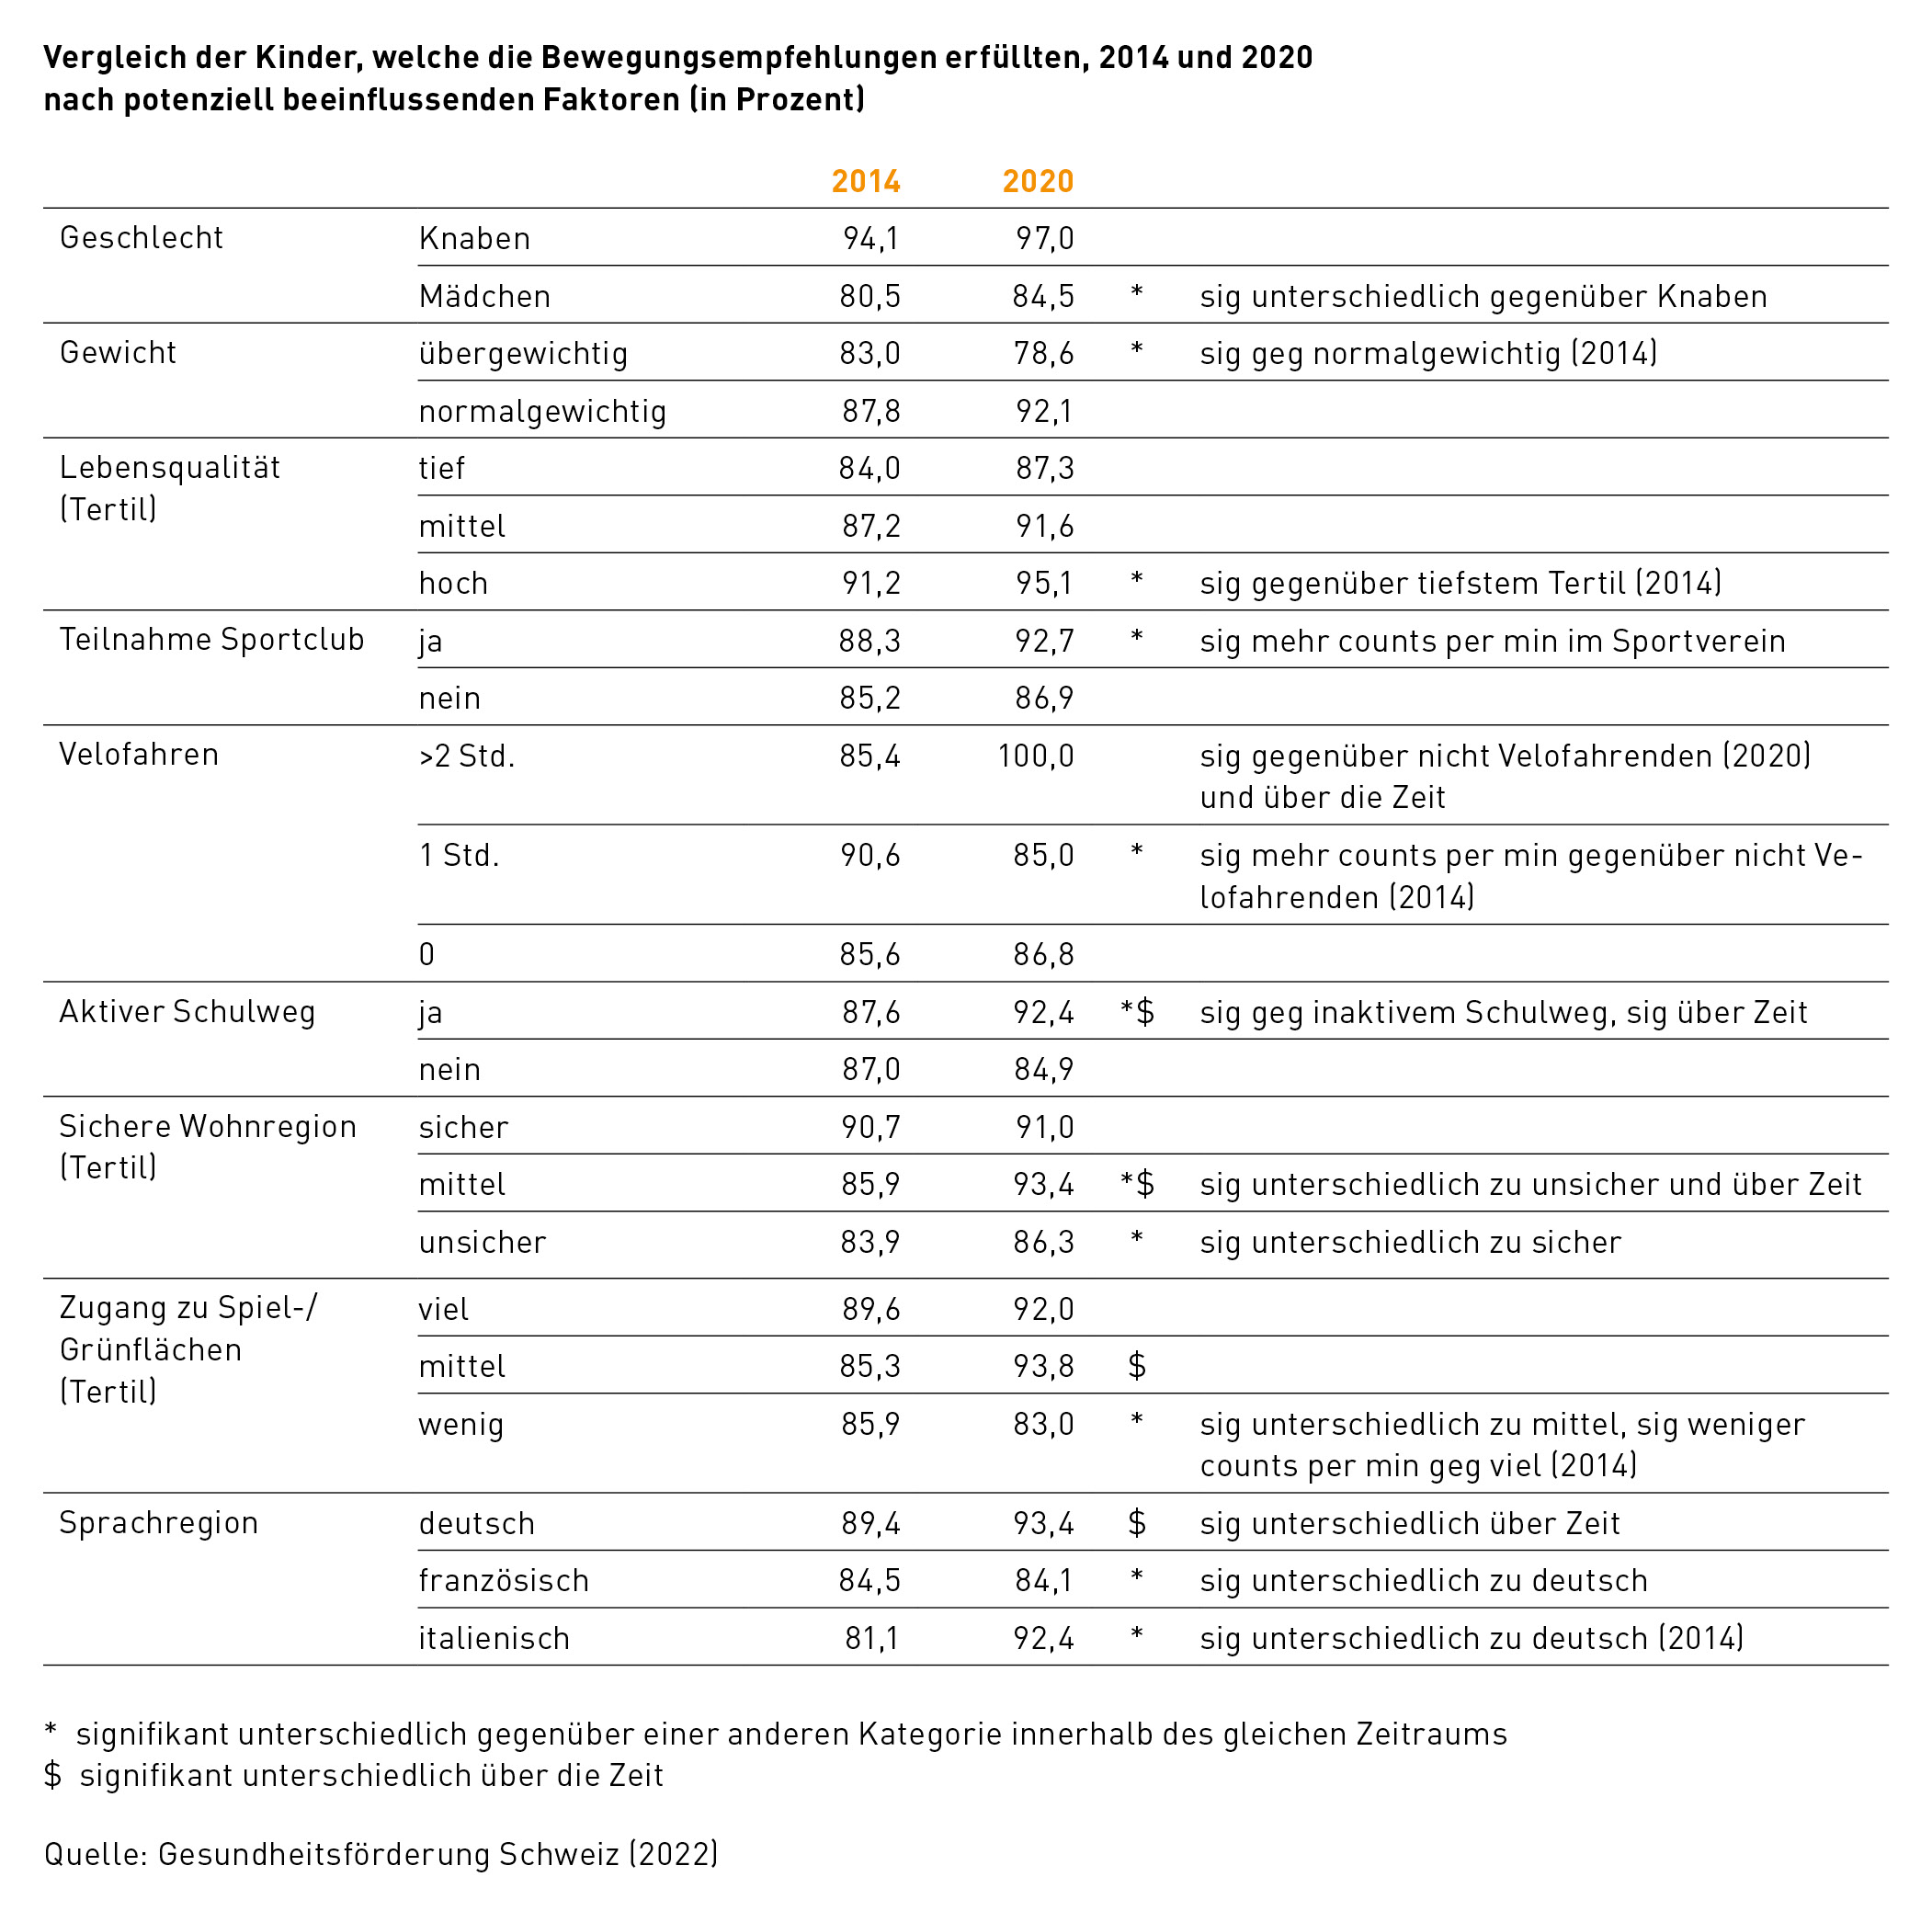 Vergleich der Kinder, welche die Bewegungsempfehlungen erfüllten, 2014 und 2020
nach potenziell beeinflussenden Faktoren (in Prozent)
2014 2020
Geschlecht Knaben 94,1 97,0
Mädchen 80,5 84,5 * sig unterschiedlich gegenüber Knaben
Gewicht übergewichtig 83,0 78,6 * sig geg normalgewichtig (2014)
normalgewichtig 87,8 92,1
Lebensqualität tief 84,0 87,3
(Tertil)
mittel 87,2 91,6
hoch 91,2 95,1 * sig gegenüber tiefstem Tertil (2014)
Teilnahme Sportclub ja 88,3 92,7 * sig mehr counts per min im Sportverein
nein 85,2 86,9
Velofahren >2 Std. 85,4 100,0 sig gegenüber nicht Velofahrenden (2020)
und über die Zeit
1 Std. 90,6 85,0 * sig mehr counts per min gegenüber nicht Ve-
lofahrenden (2014)
0 85,6 86,8
Aktiver Schulweg ja 87,6 92,4 *$ sig geg inaktivem Schulweg, sig über Zeit
nein 87,0 84,9
Sichere Wohnregion sicher 90,7 91,0
(Tertil)
mittel 85,9 93,4 *$ sig unterschiedlich zu unsicher und über Zeit
unsicher 83,9 86,3 * sig unterschiedlich zu sicher
Zugang zu Spiel-/ viel 89,6 92,0
Grünflächen
mittel 85,3 93,8 $
(Tertil)
wenig 85,9 83,0 * sig unterschiedlich zu mittel, sig weniger
counts per min geg viel (2014)
Sprachregion deutsch 89,4 93,4 $ sig unterschiedlich über Zeit
französisch 84,5 84,1 * sig unterschiedlich zu deutsch
italienisch 81,1 92,4 * sig unterschiedlich zu deutsch (2014)
* signifikant unterschiedlich gegenüber einer anderen Kategorie innerhalb des gleichen Zeitraums
$ signifikant unterschiedlich über die Zeit
Quelle: Gesundheitsförderung Schweiz (2022)